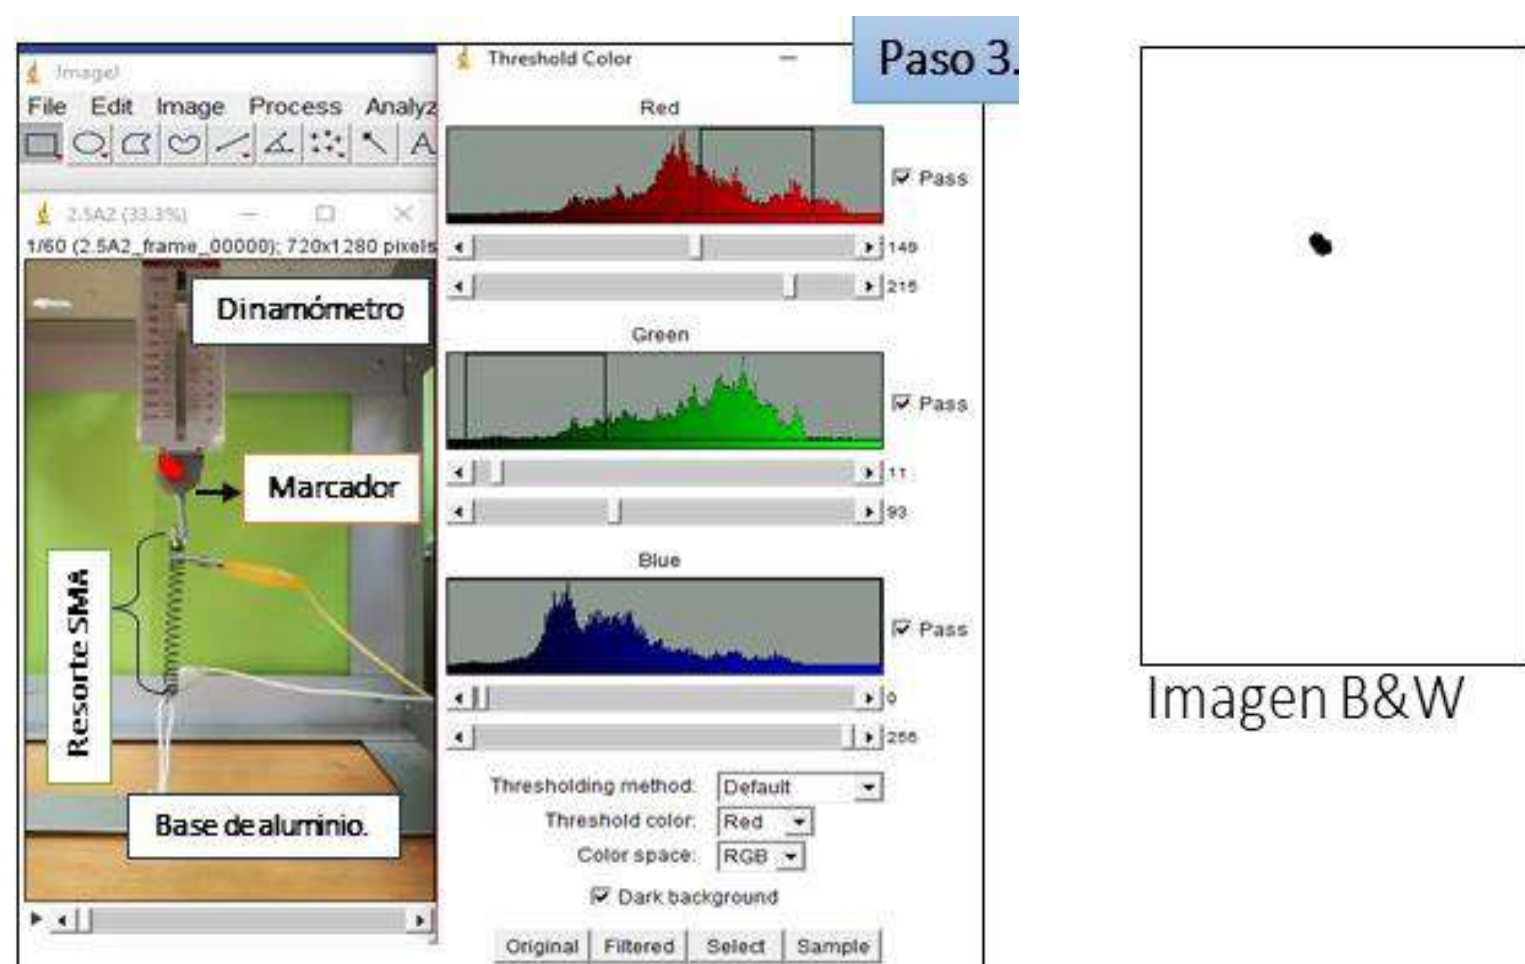 Paso 3.
ImageJ
File Edit Image Process Analyz
A
2.5A2 (33.3%)
1/60 (2.5A2_frame_00000); 720x1280 pixels
Dinamómetro
Marcador
Resorte SMA
Base de aluminio.
Threshold Color
Red
Pass
149
215
Green
Pass
11
93
Blue
Pass
0
255
Thresholding method: Default
Threshold color: Red
Color space: RGB
Dark background
Original Filtered Select Sample
Imagen B&W